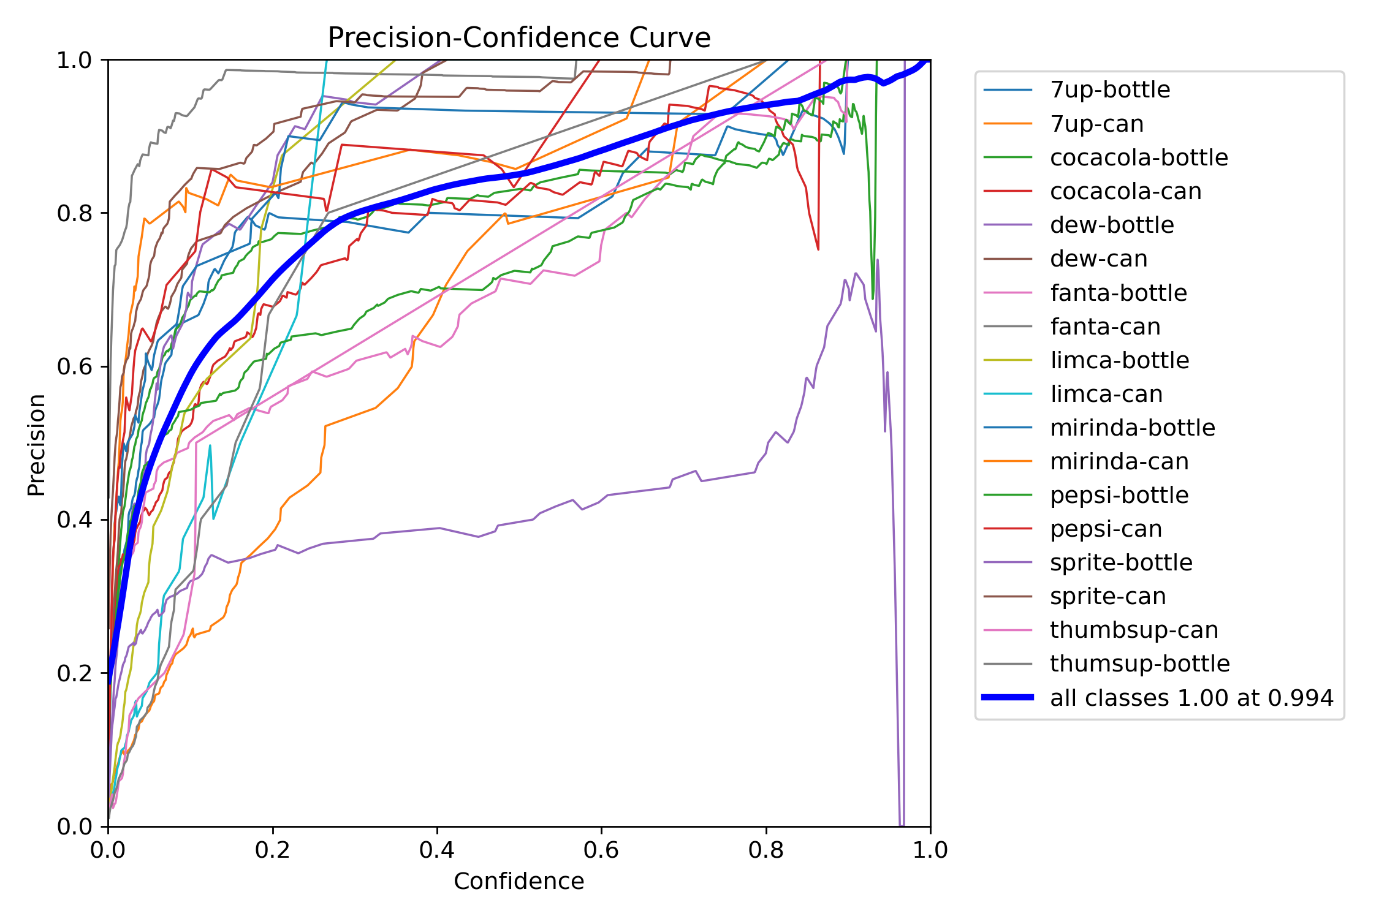 Precision-Confidence Curve
1.0
0.8
0.6
0.4
0.2
0.0
Precision
0.0 0.2 0.4 0.6 0.8 1.0
Confidence
7up-bottle
7up-can
cocacola-bottle
cocacola-can
dew-bottle
dew-can
fanta-bottle
fanta-can
limca-bottle
limca-can
mirinda-bottle
mirinda-can
pepsi-bottle
pepsi-can
sprite-bottle
sprite-can
thumbsup-can
thumsup-bottle
all classes 1.00 at 0.994